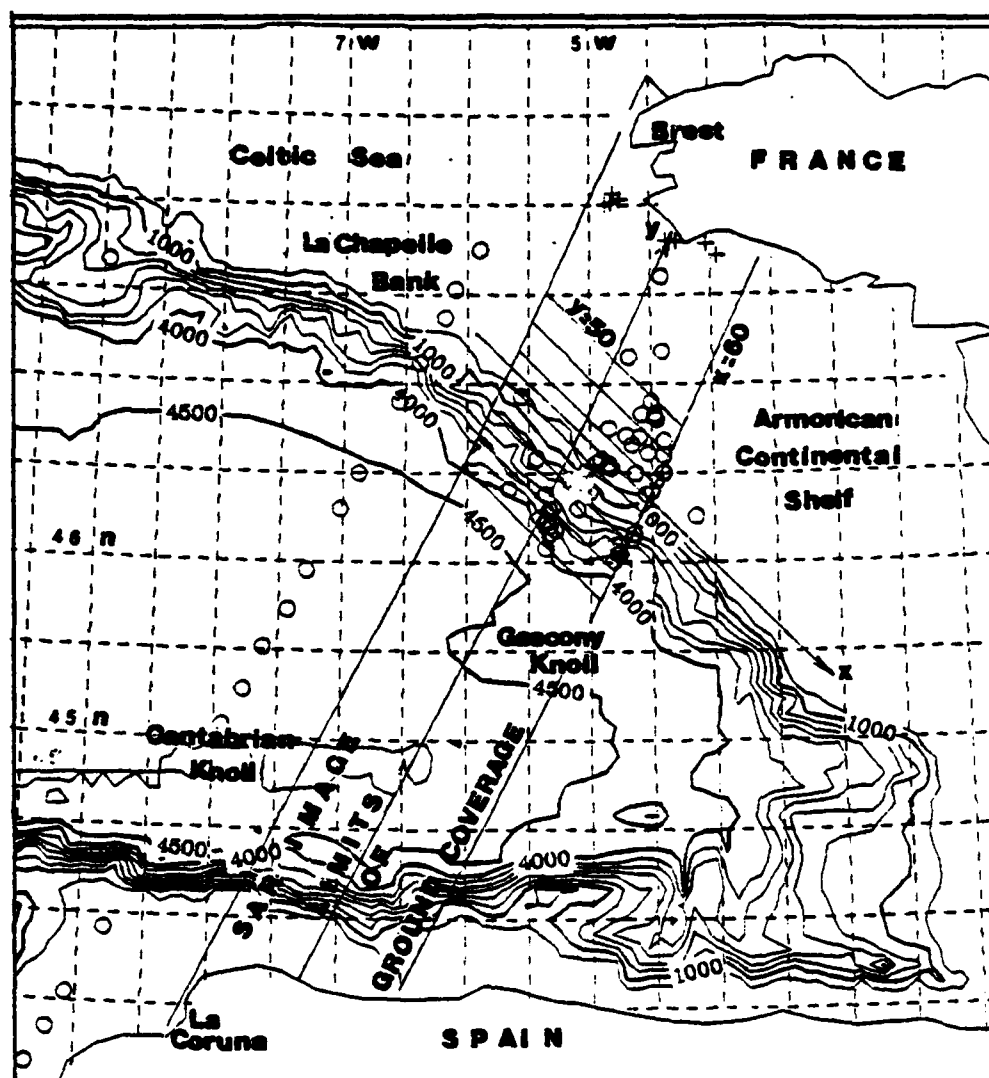 7 W
5 W
Brest
FRANCE
Celtic Sea
La Chapelle
Bank
y
1000
4000
y=50
1000
x=60
4500
Armorican
Continental
Shelf
4500
46 n
4000
Gascony
Knoll
4500
x
1000
45 n
Cantabrian
Knoll
SAR IMAGE
LIMITS
OF
GROUND
COVERAGE
4500
4000
4000
1000
La
Coruna
SPAIN